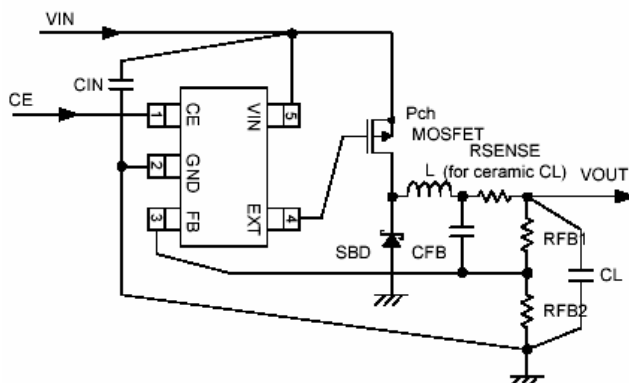 VIN
CIN
CE
1
CE
VIN
5
2
GND
3
FB
EXT
4
Pch
MOSFET
RSENSE
L (for ceramic CL)
VOUT
SBD
CFB
RFB1
CL
RFB2